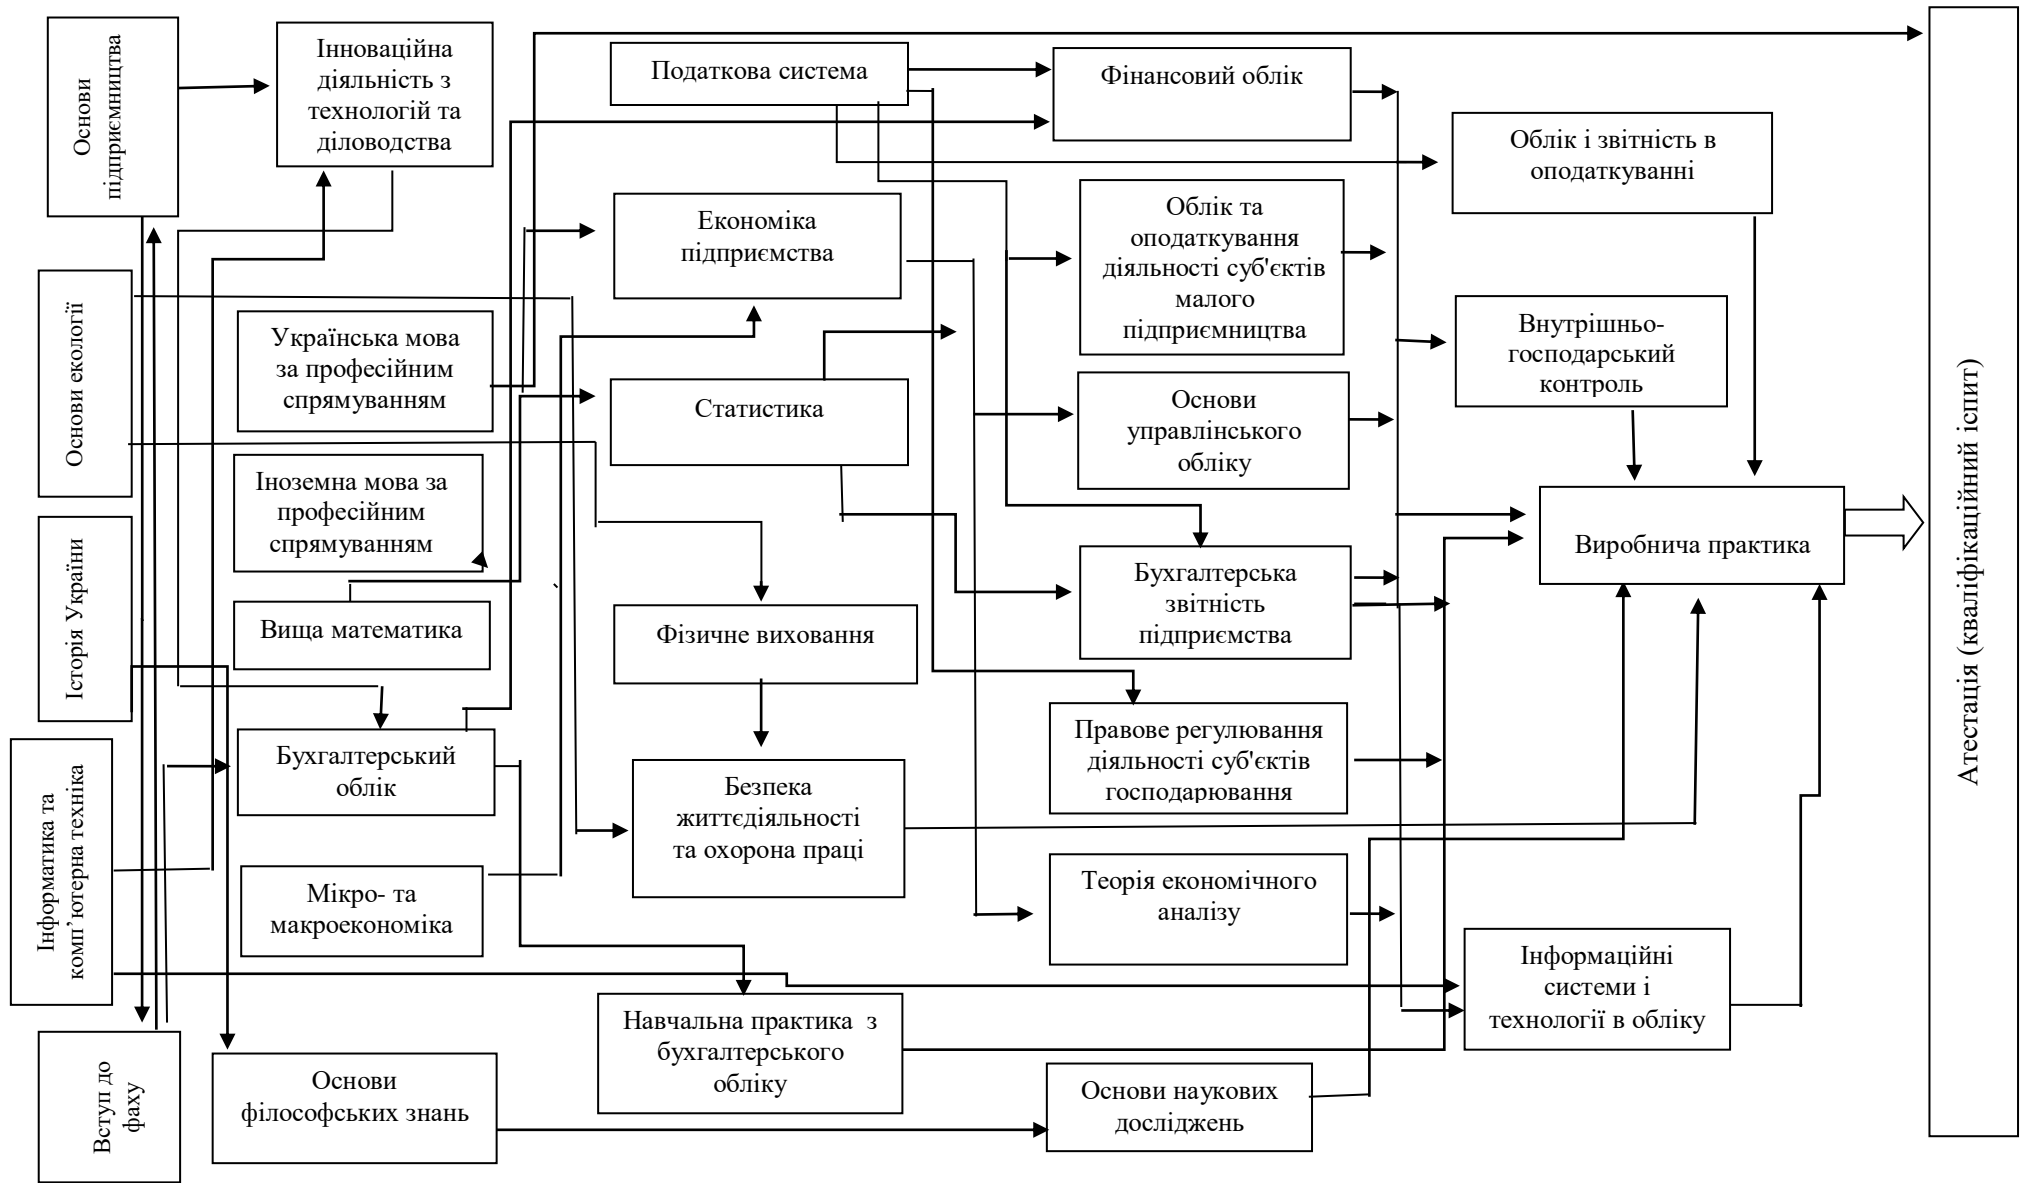 Основи
підприємництва
Основи екології
Історія України
Інформатика та
комп’ютерна техніка
Вступ до
фаху
Інноваційна
діяльність з
технологій та
діловодства
Українська мова
за професійним
спрямуванням
Іноземна мова за
професійним
спрямуванням
Вища математика
Бухгалтерський
облік
Мікро- та
макроекономіка
Основи
філософських знань
Податкова система
Економіка
підприємства
Статистика
Фізичне виховання
Безпека
життєдіяльності
та охорона праці
Навчальна практика з
бухгалтерського
обліку
Фінансовий облік
Облік та
оподаткування
діяльності суб'єктів
малого
підприємництва
Основи
управлінського
обліку
Бухгалтерська
звітність
підприємства
Правове регулювання
діяльності суб'єктів
господарювання
Теорія економічного
аналізу
Основи наукових
досліджень
Облік і звітність в
оподаткуванні
Внутрішньо-
господарський
контроль
Виробнича практика
Інформаційні
системи і
технології в обліку
Атестація (кваліфікаційний іспит)